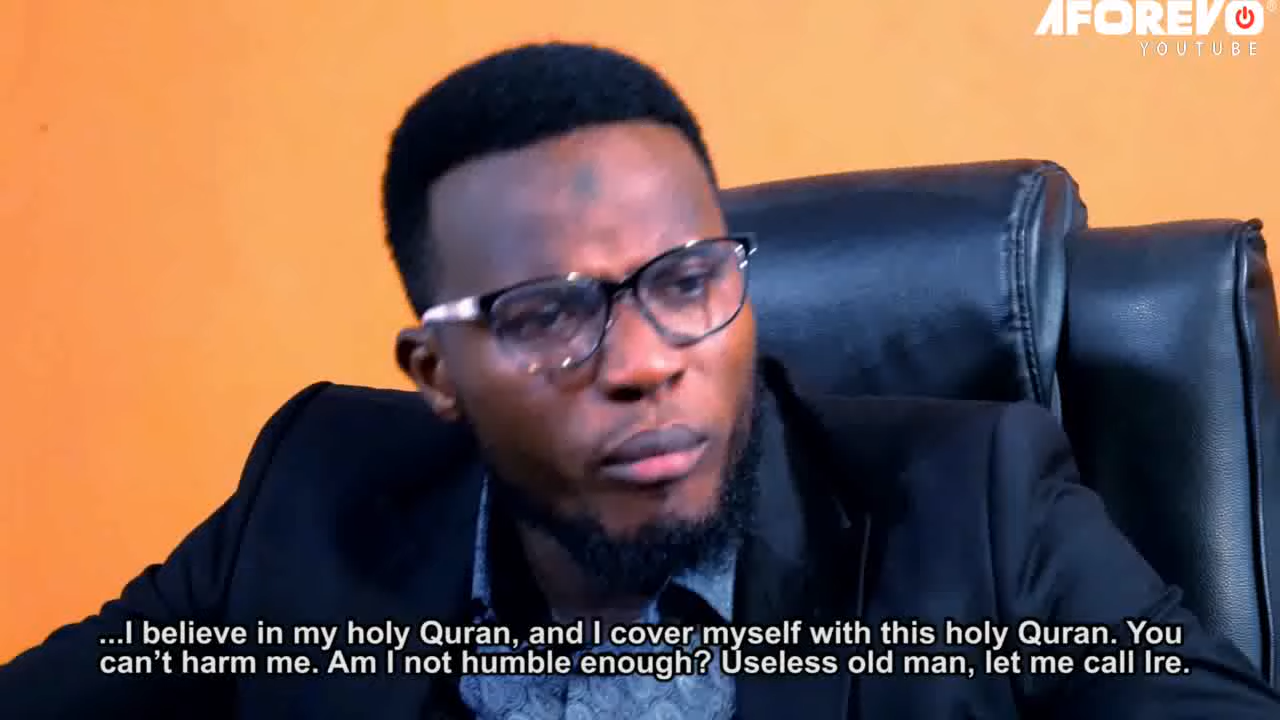 AFOREVO
YOUTUBE
...I believe in my holy Quran, and I cover myself with this holy Quran. You
can't harm me. Am I not humble enough? Useless old man, let me call Ire.